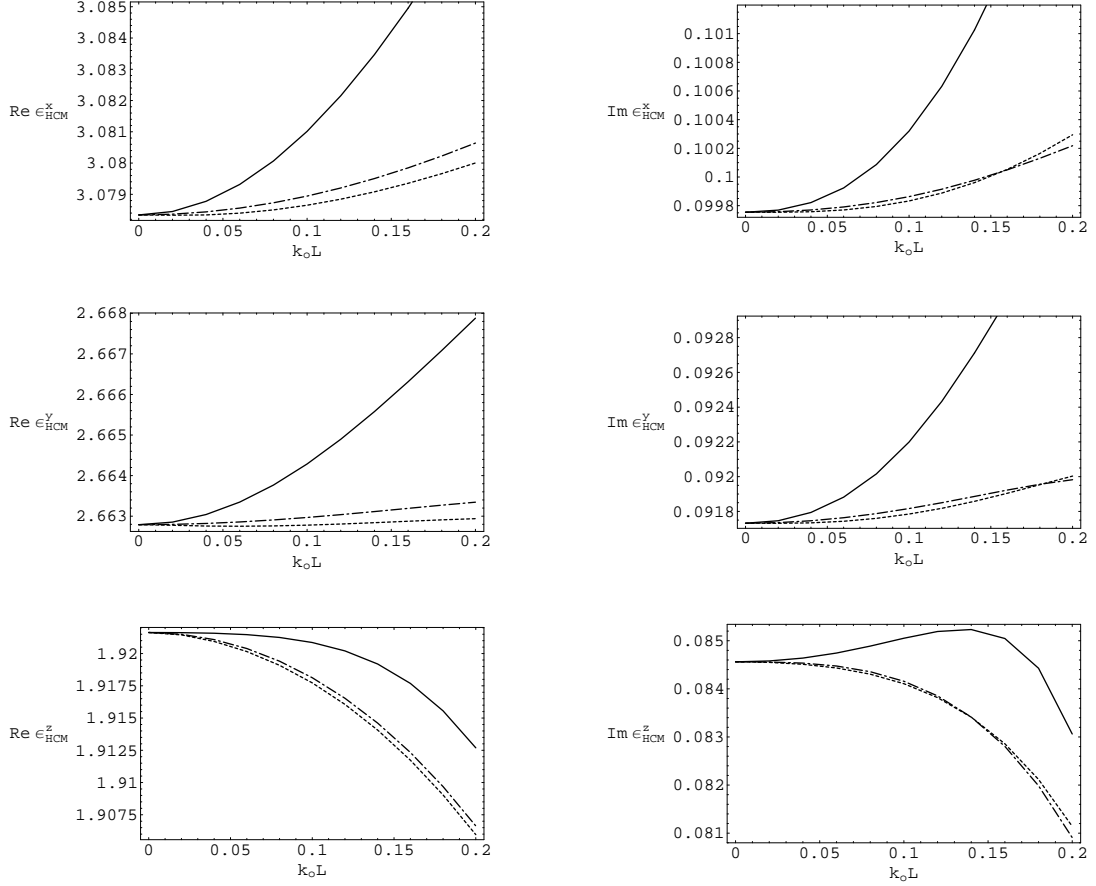 3.085
3.084
3.083
3.082
3.081
3.08
3.079
Re ϵ^x_HCM
0 0.05 0.1 0.15 0.2
k_oL
0.101
0.1008
0.1006
0.1004
0.1002
0.1
0.0998
Im ϵ^x_HCM
0 0.05 0.1 0.15 0.2
k_oL
2.668
2.667
2.666
2.665
2.664
2.663
Re ϵ^y_HCM
0 0.05 0.1 0.15 0.2
k_oL
0.0928
0.0926
0.0924
0.0922
0.092
0.0918
Im ϵ^y_HCM
0 0.05 0.1 0.15 0.2
k_oL
1.92
1.9175
1.915
1.9125
1.91
1.9075
Re ϵ^z_HCM
0 0.05 0.1 0.15 0.2
k_oL
0.085
0.084
0.083
0.082
0.081
Im ϵ^z_HCM
0 0.05 0.1 0.15 0.2
k_oL